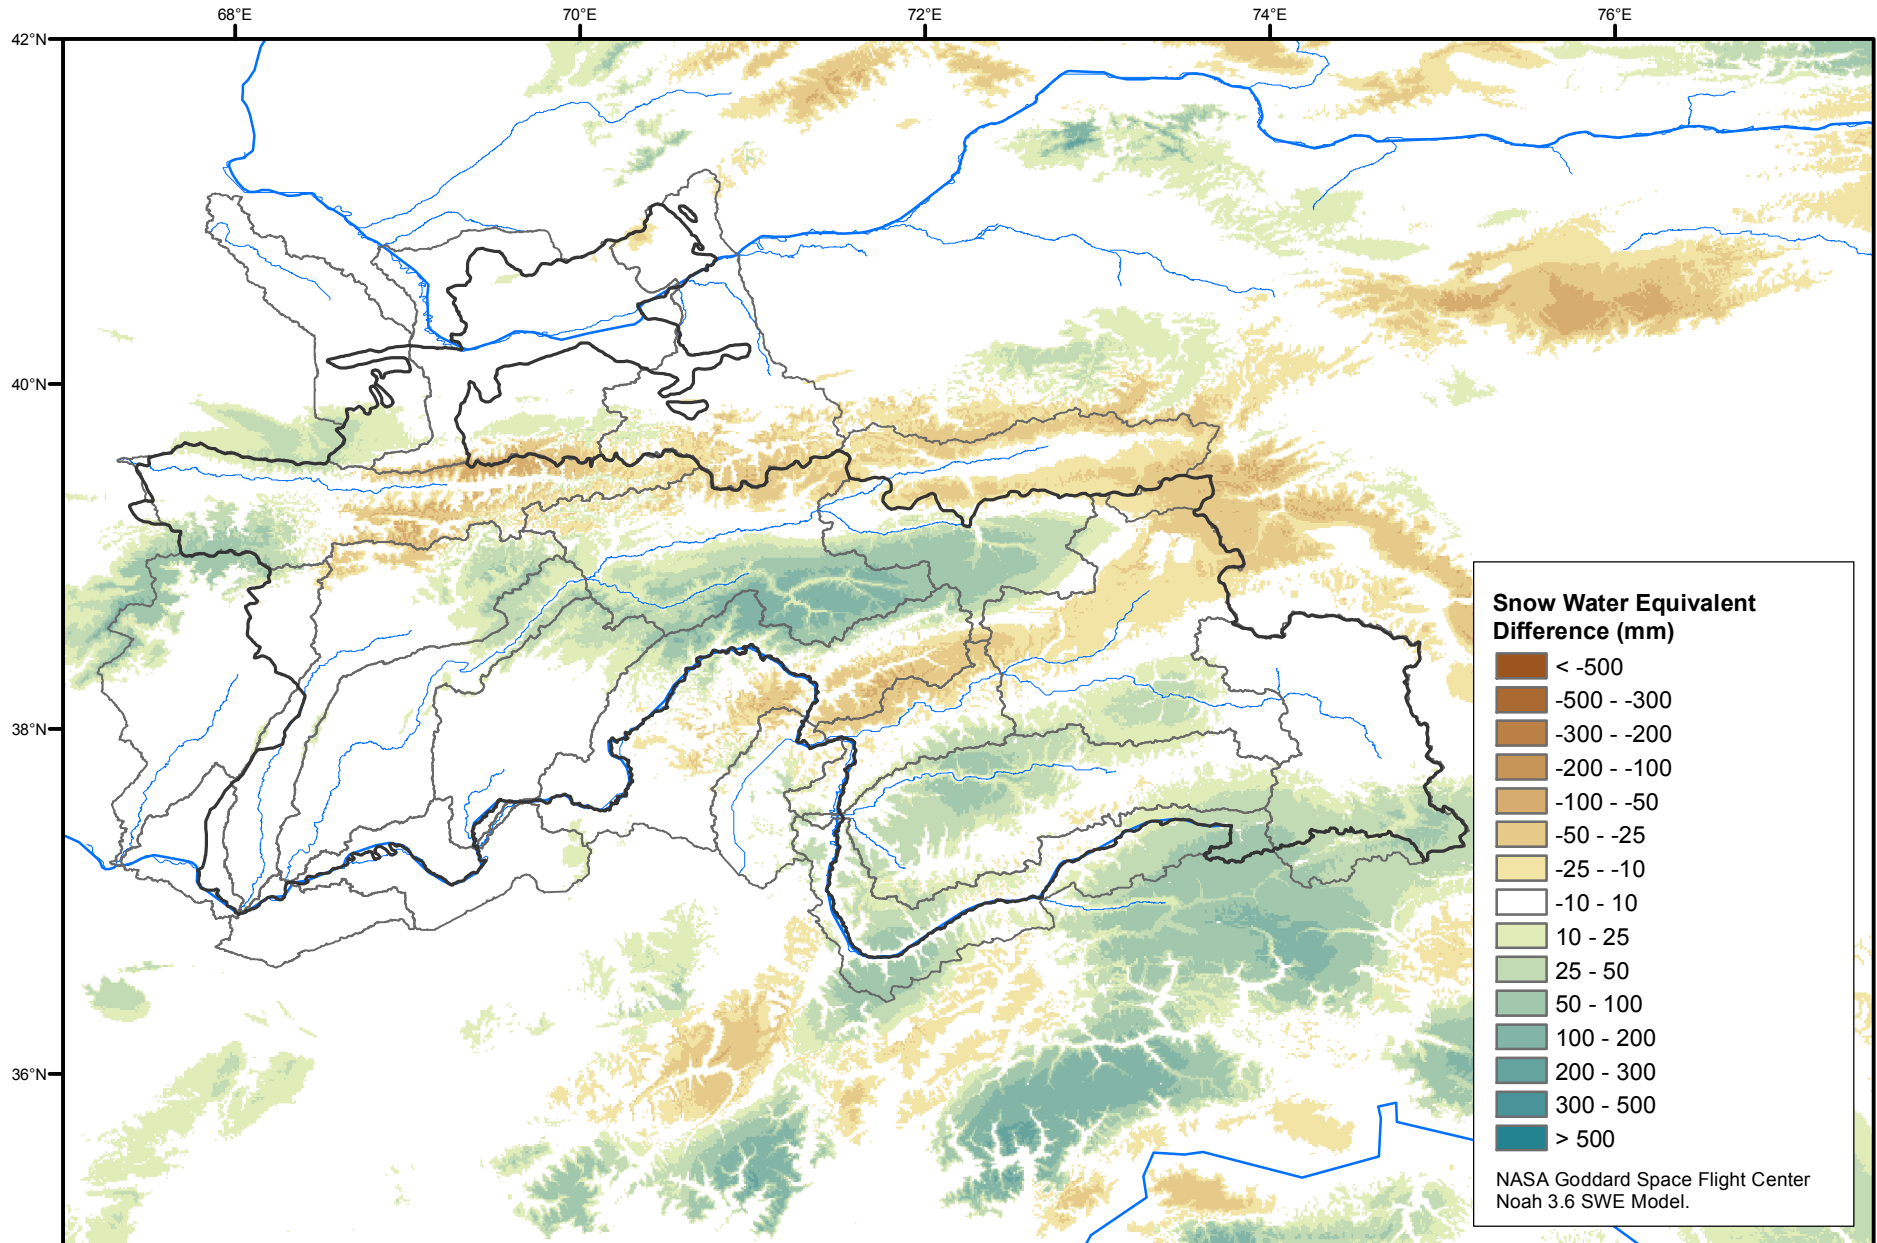 68°E 70°E 72°E 74°E 76°E
42°N
40°N
38°N
36°N
Snow Water Equivalent
Difference (mm)
< -500
-500 - -300
-300 - -200
-200 - -100
-100 - -50
-50 - -25
-25 - -10
-10 - 10
10 - 25
25 - 50
50 - 100
100 - 200
200 - 300
300 - 500
> 500
NASA Goddard Space Flight Center
Noah 3.6 SWE Model.